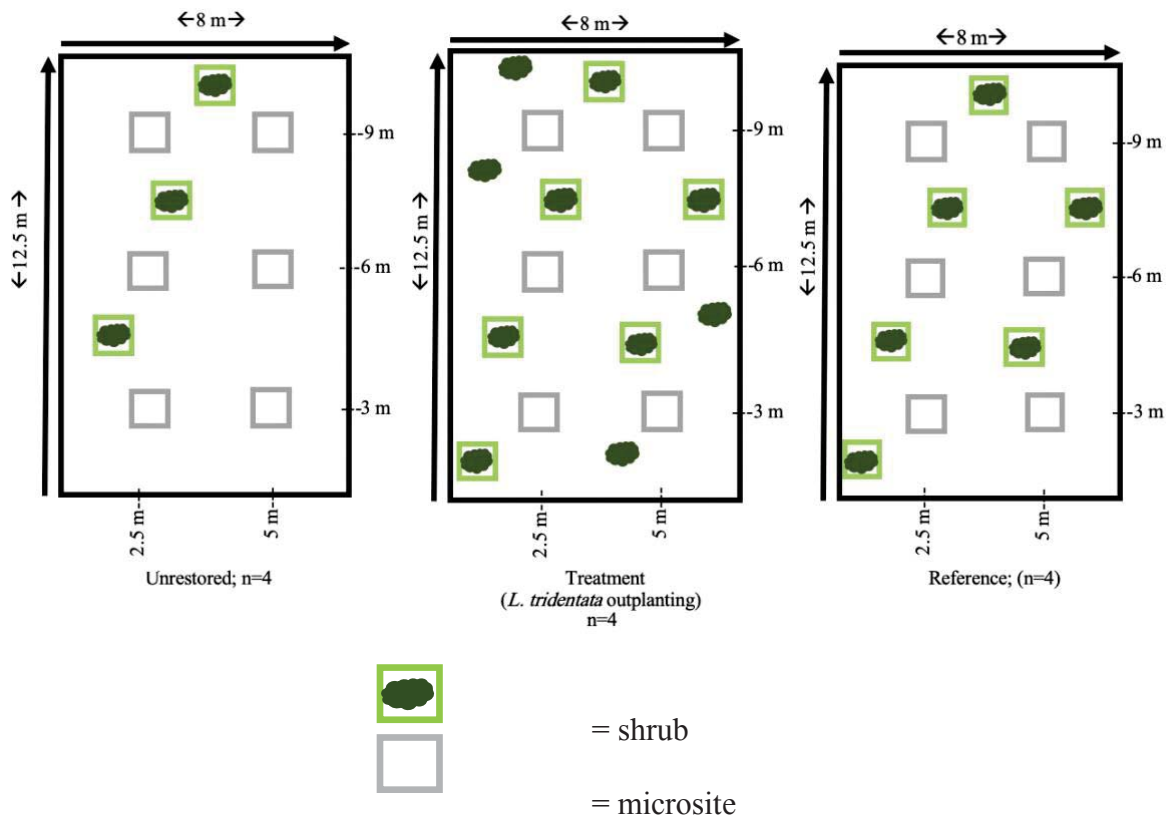 ←8 m→
←12.5 m→
-9 m
-6 m
-3 m
2.5 m-
5 m-
Unrestored; n=4
←8 m→
←12.5 m→
-9 m
-6 m
-3 m
2.5 m-
5 m-
Treatment
(L. tridentata outplanting)
n=4
←8 m→
←12.5 m→
-9 m
-6 m
-3 m
2.5 m-
5 m-
Reference; (n=4)
= shrub
= microsite